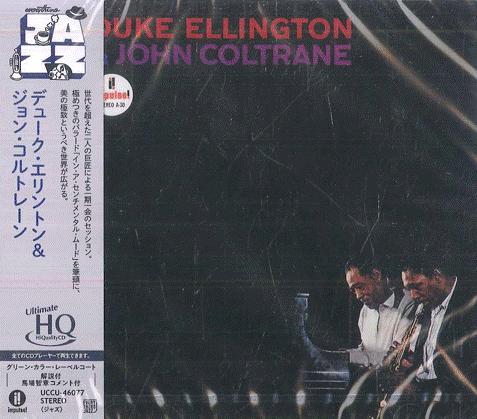 DUKE ELLINGTON
& JOHN COLTRANE
everything
JAZZ
impulse!
STEREO A-30
デューク・エリントン&
ジョン・コルトレーン
世代を超えた二人の巨匠による一期一会のセッション。
極めつきのバラード「イン・ア・センチメンタル・ムード」を筆頭に、
美の極致というべき世界が広がる。
Ultimate
HQ
HiQualityCD
全てのCDプレーヤーで再生できます。
グリーン・カラー・レーベルコート
解説付
馬場智章コメント付
UCCU-46077
STEREO
(ジャズ)
impulse!